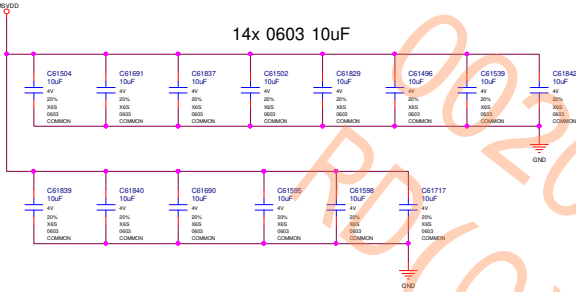 14x 0603 10uF
C61504
10uF
4V
20%
X6S
0603
COMMON
C61691
10uF
4V
20%
X6S
0603
COMMON
C61837
10uF
4V
20%
X6S
0603
COMMON
C61502
10uF
4V
20%
X6S
0603
COMMON
C61829
10uF
4V
20%
X6S
0603
COMMON
C61496
10uF
4V
20%
X6S
0603
COMMON
C61539
10uF
4V
20%
X6S
0603
COMMON
C61842
10uF
4V
20%
X6S
0603
COMMON
GND
C61839
10uF
4V
20%
X6S
0603
COMMON
C61840
10uF
4V
20%
X6S
0603
COMMON
C61690
10uF
4V
20%
X6S
0603
COMMON
C61595
10uF
4V
20%
X6S
0603
COMMON
C61598
10uF
4V
20%
X6S
0603
COMMON
C61717
10uF
4V
20%
X6S
0603
COMMON
GND
0020
RD(